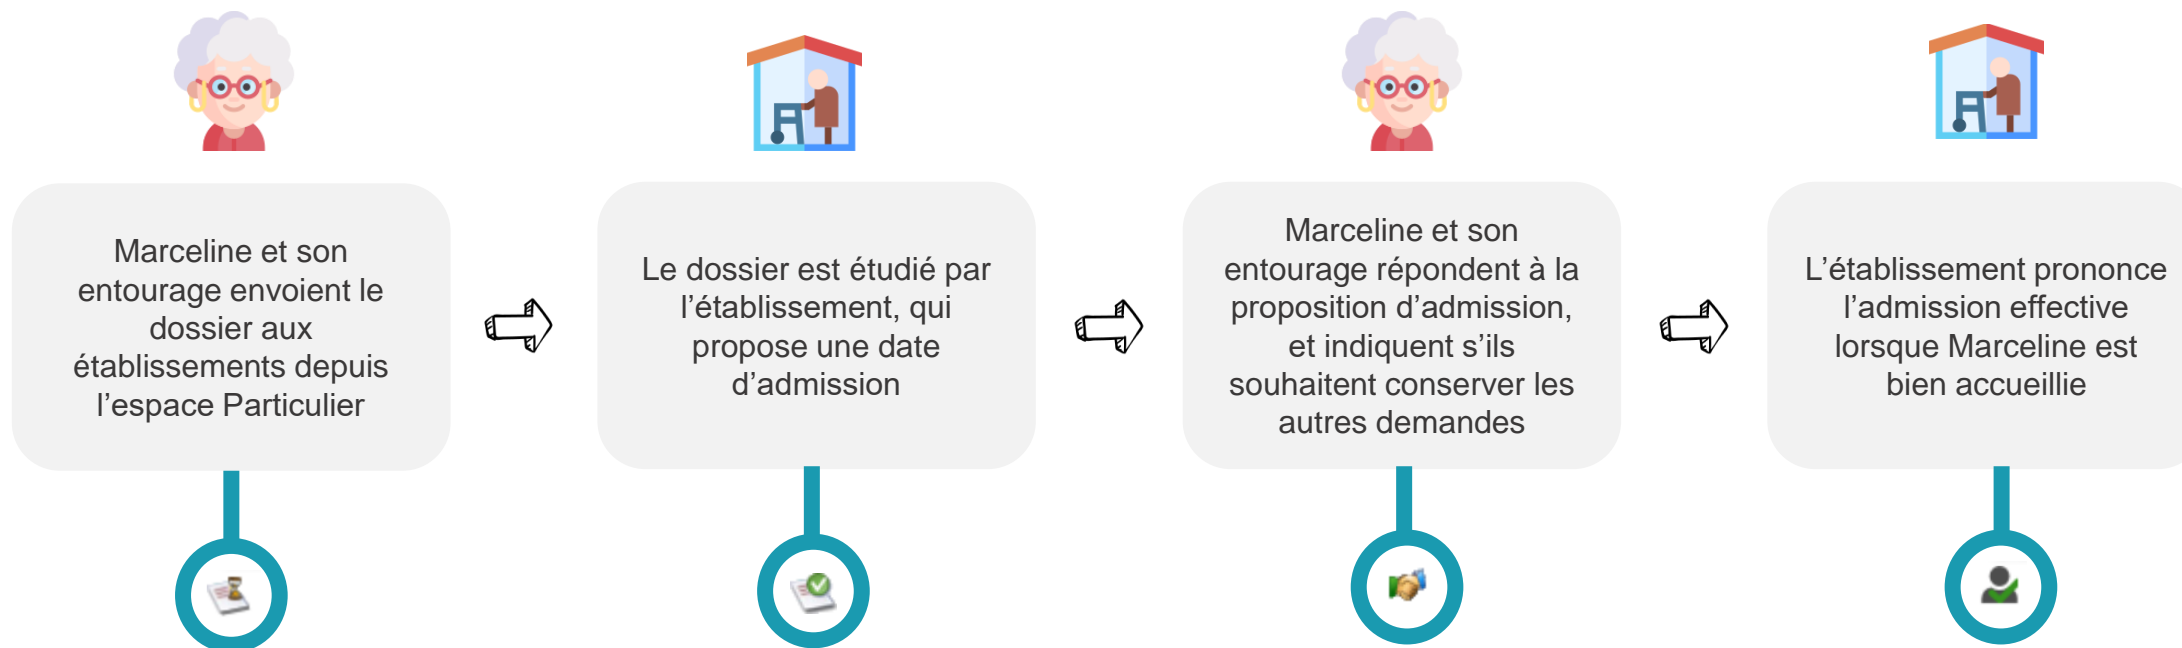 Marceline et son
entourage envoient le
dossier aux
établissements depuis
l’espace Particulier
Le dossier est étudié par
l’établissement, qui
propose une date
d’admission
Marceline et son
entourage répondent à la
proposition d’admission,
et indiquent s’ils
souhaitent conserver les
autres demandes
L’établissement prononce
l’admission effective
lorsque Marceline est
bien accueillie